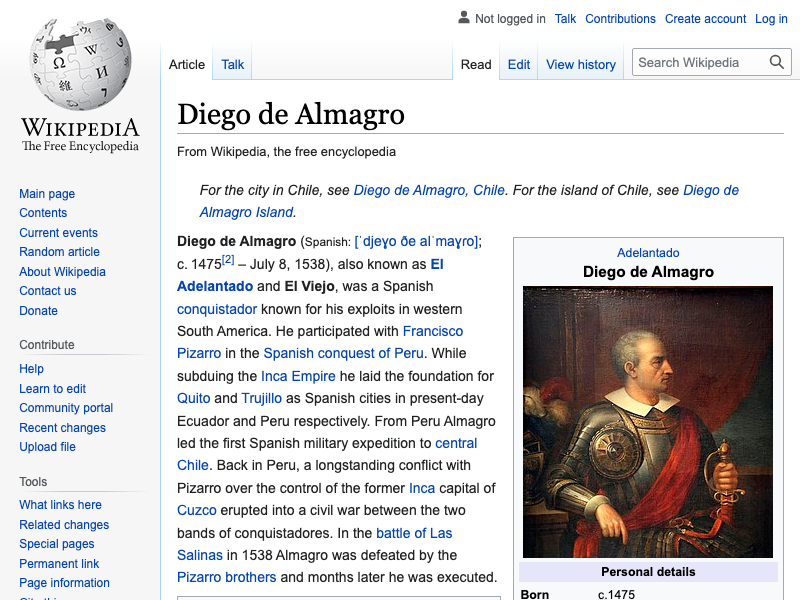 Not logged in Talk Contributions Create account Log in
Article Talk Read Edit View history Search Wikipedia
WIKIPEDIA
The Free Encyclopedia
Main page
Contents
Current events
Random article
About Wikipedia
Contact us
Donate
Contribute
Help
Learn to edit
Community portal
Recent changes
Upload file
Tools
What links here
Related changes
Special pages
Permanent link
Page information
Diego de Almagro
From Wikipedia, the free encyclopedia
For the city in Chile, see Diego de Almagro, Chile. For the island of Chile, see Diego de
Almagro Island.
Diego de Almagro (Spanish: [ˈdjeɣo ðe alˈmaɣɾo];
c. 1475[2] – July 8, 1538), also known as El
Adelantado and El Viejo, was a Spanish
conquistador known for his exploits in western
South America. He participated with Francisco
Pizarro in the Spanish conquest of Peru. While
subduing the Inca Empire he laid the foundation for
Quito and Trujillo as Spanish cities in present-day
Ecuador and Peru respectively. From Peru Almagro
led the first Spanish military expedition to central
Chile. Back in Peru, a longstanding conflict with
Pizarro over the control of the former Inca capital of
Cuzco erupted into a civil war between the two
bands of conquistadores. In the battle of Las
Salinas in 1538 Almagro was defeated by the
Pizarro brothers and months later he was executed.
Adelantado
Diego de Almagro
Personal details
Born c.1475